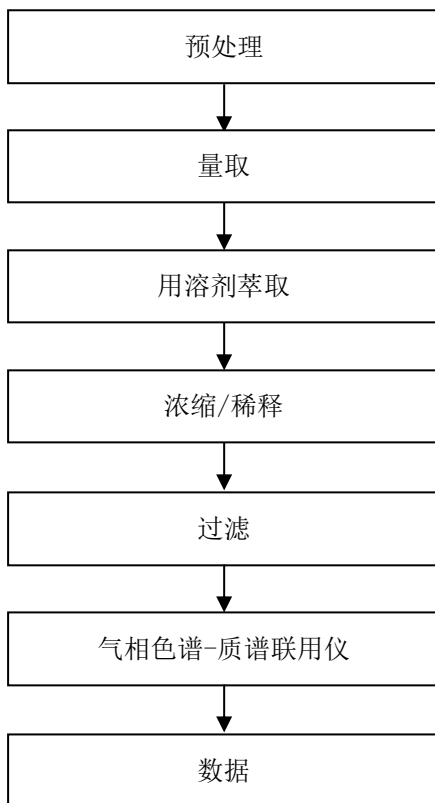 预处理
量取
用溶剂萃取
浓缩/稀释
过滤
气相色谱-质谱联用仪
数据